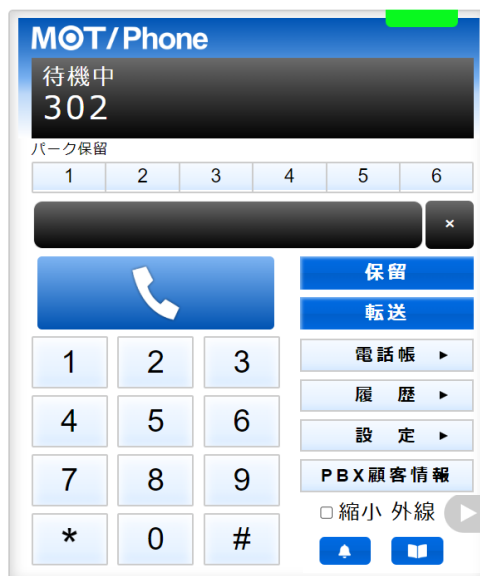 MOT/Phone
待機中
302
パーク保留
1 2 3 4 5 6
×
保留
転送
1 2 3
電話帳 ►
履 歴 ►
4 5 6
設 定 ►
7 8 9
PBX顧客情報
縮小 外線
* 0 #